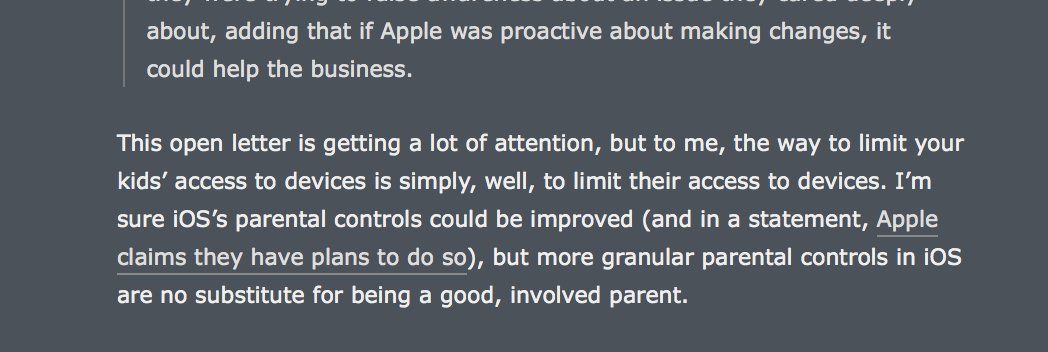 about, adding that if Apple was proactive about making changes, it
could help the business.
This open letter is getting a lot of attention, but to me, the way to limit your
kids’ access to devices is simply, well, to limit their access to devices. I’m
sure iOS’s parental controls could be improved (and in a statement, Apple
claims they have plans to do so), but more granular parental controls in iOS
are no substitute for being a good, involved parent.